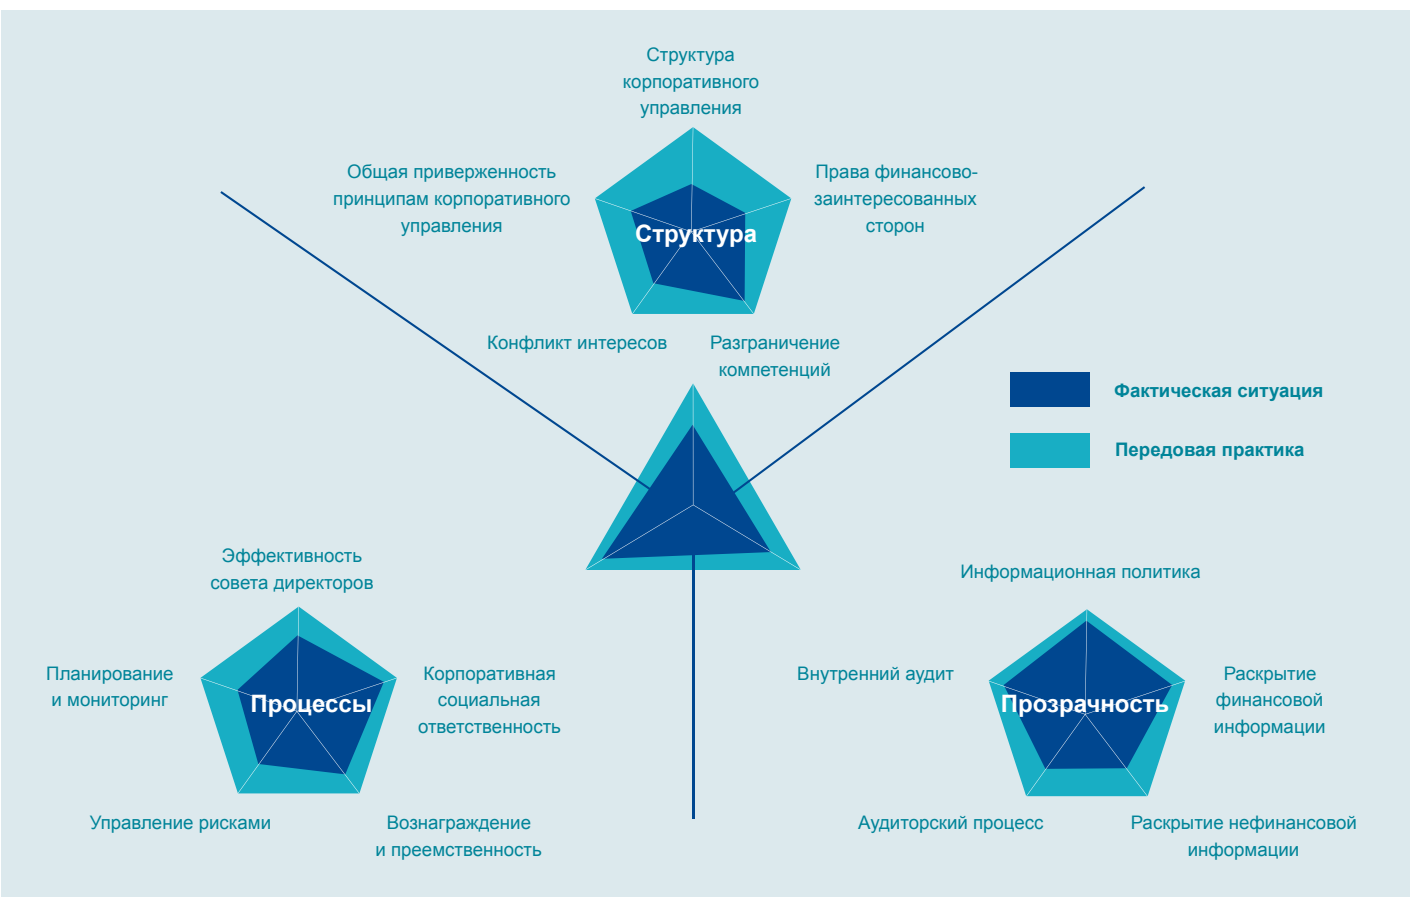 Структура
корпоративного
управления
Общая приверженность
принципам корпоративного
управления
Права финансово-
заинтересованных
сторон
Структура
Конфликт интересов
Разграничение
компетенций
Фактическая ситуация
Передовая практика
Эффективность
совета директоров
Планирование
и мониторинг
Корпоративная
социальная
ответственность
Процессы
Управление рисками
Вознаграждение
и преемственность
Информационная политика
Внутренний аудит
Раскрытие
финансовой
информации
Прозрачность
Аудиторский процесс
Раскрытие нефинансовой
информации